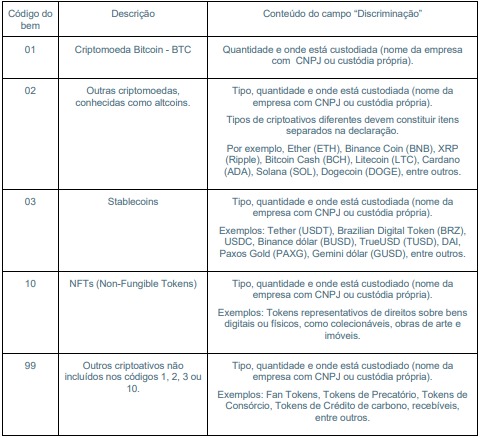 Código do
bem
Descrição
Conteúdo do campo “Discriminação”
01
Criptomoeda Bitcoin - BTC
Quantidade e onde está custodiada (nome da empresa
com CNPJ ou custódia própria).
02
Outras criptomoedas,
conhecidas como altcoins.
Tipo, quantidade e onde está custodiada (nome da
empresa com CNPJ ou custódia própria).
Tipos de criptoativos diferentes devem constituir itens
separados na declaração.
Por exemplo, Ether (ETH), Binance Coin (BNB), XRP
(Ripple), Bitcoin Cash (BCH), Litecoin (LTC), Cardano
(ADA), Solana (SOL), Dogecoin (DOGE), entre outros.
03
Stablecoins
Tipo, quantidade e onde está custodiada (nome da
empresa com CNPJ ou custódia própria).
Exemplos: Tether (USDT), Brazilian Digital Token (BRZ),
USDC, Binance dólar (BUSD), TrueUSD (TUSD), DAI,
Paxos Gold (PAXG), Gemini dólar (GUSD), entre outros.
10
NFTs (Non-Fungible Tokens)
Tipo, quantidade e onde está custodiada (nome da
empresa com CNPJ ou custódia própria).
Exemplos: Tokens representativos de direitos sobre bens
digitais ou físicos, como colecionáveis, obras de arte e
imóveis.
99
Outros criptoativos não
incluídos nos códigos 1, 2, 3 ou
10.
Tipo, quantidade e onde está custodiado (nome da
empresa com CNPJ ou custódia própria).
Exemplos: Fan Tokens, Tokens de Precatório, Tokens de
Consórcio, Tokens de Crédito de carbono, recebíveis,
entre outros.